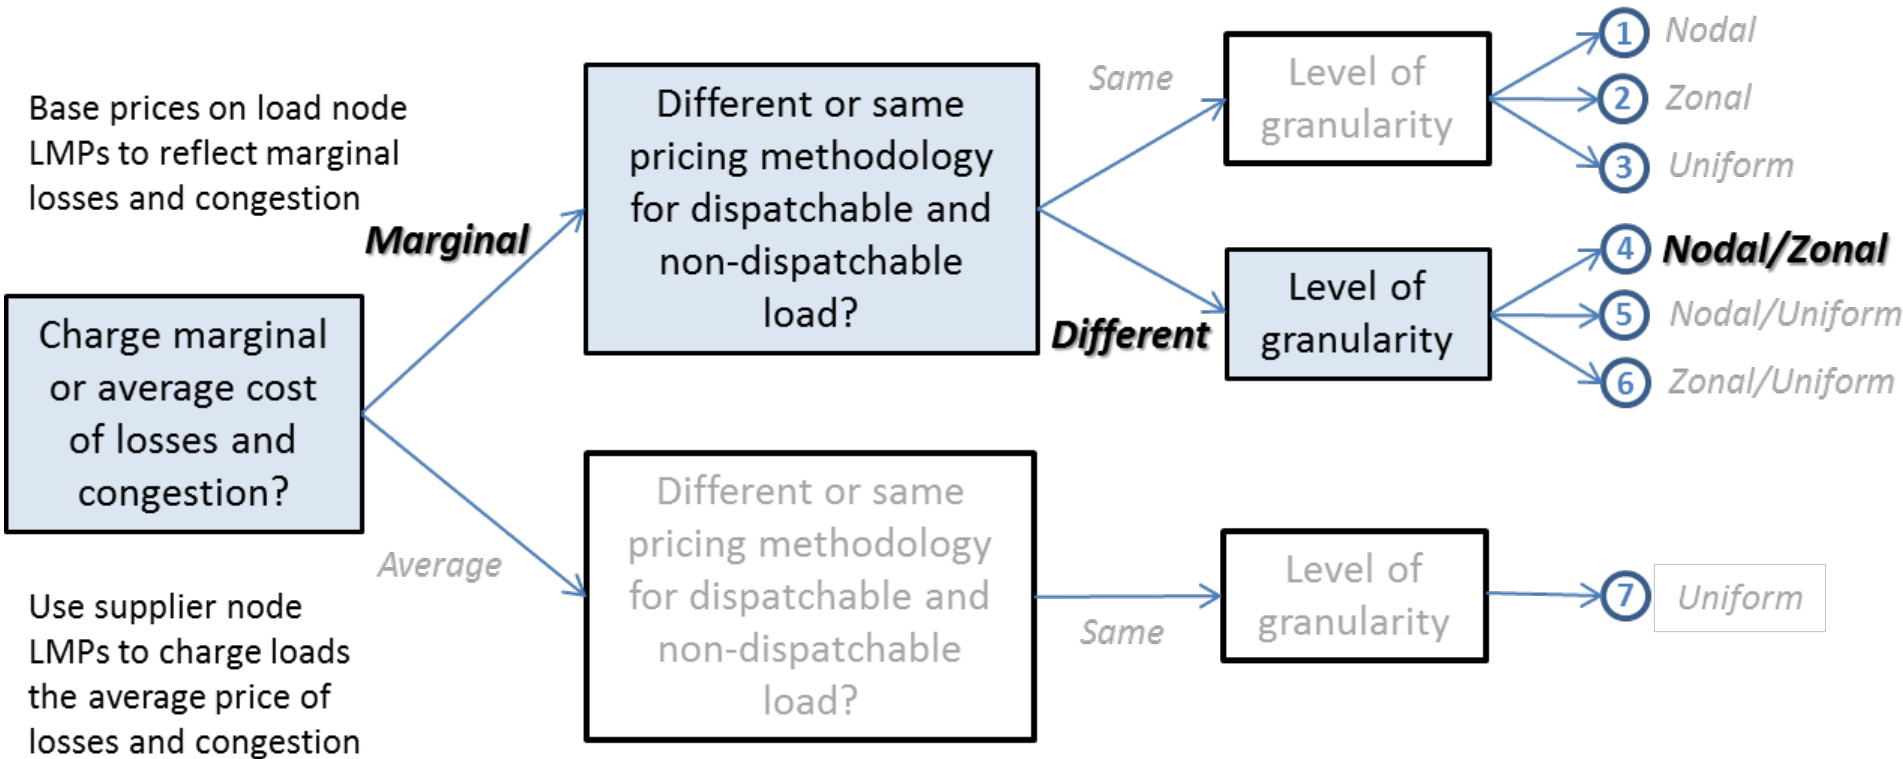 Base prices on load node
LMPs to reflect marginal
losses and congestion
Marginal
Charge marginal
or average cost
of losses and
congestion?
Average
Use supplier node
LMPs to charge loads
the average price of
losses and congestion
Different or same
pricing methodology
for dispatchable and
non-dispatchable
load?
Same
Different
Level of
granularity
1 Nodal
2 Zonal
3 Uniform
Level of
granularity
4 Nodal/Zonal
5 Nodal/Uniform
6 Zonal/Uniform
Different or same
pricing methodology
for dispatchable and
non-dispatchable
load?
Same
Level of
granularity
7 Uniform